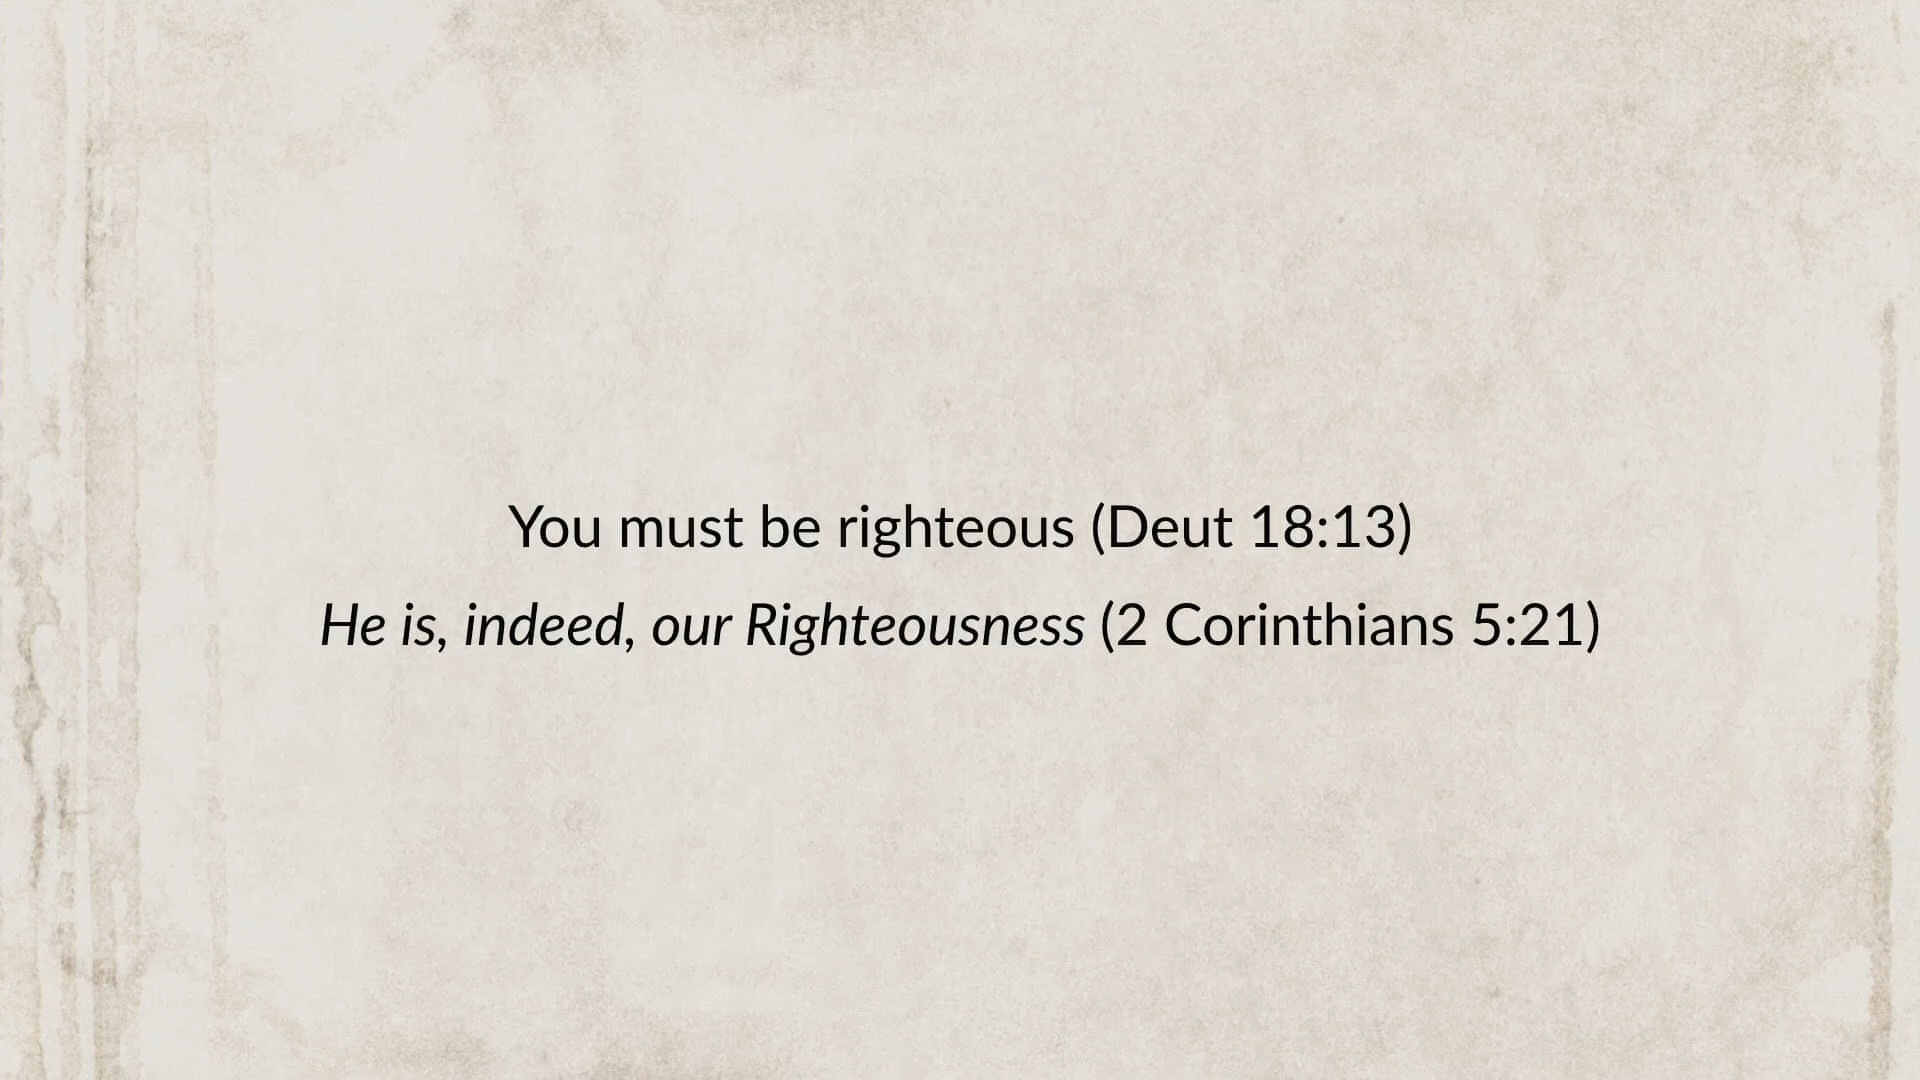 You must be righteous (Deut 18:13)
He is, indeed, our Righteousness (2 Corinthians 5:21)